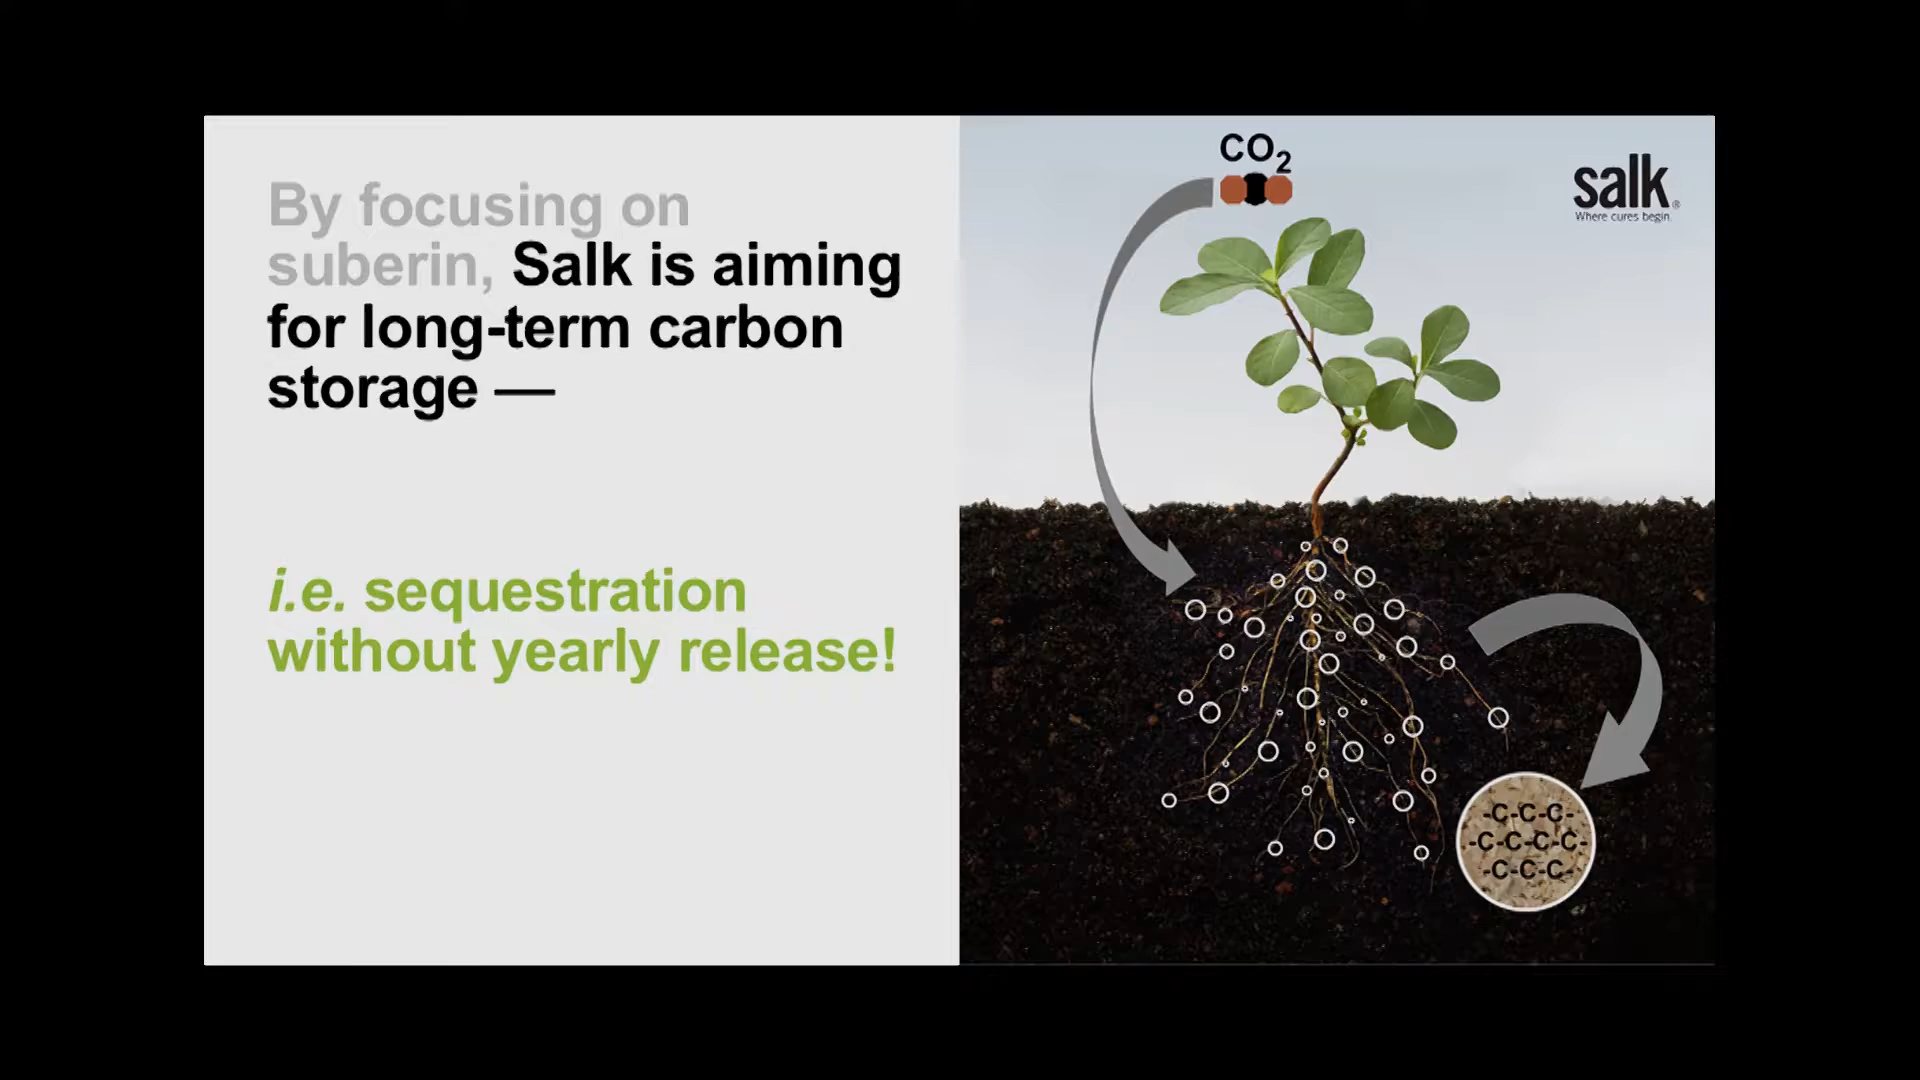 By focusing on
suberin, Salk is aiming
for long-term carbon
storage —
i.e. sequestration
without yearly release!
CO2
salk®
Where cures begin.
-C-C-C-
-C-C-C-C-
-C-C-C-